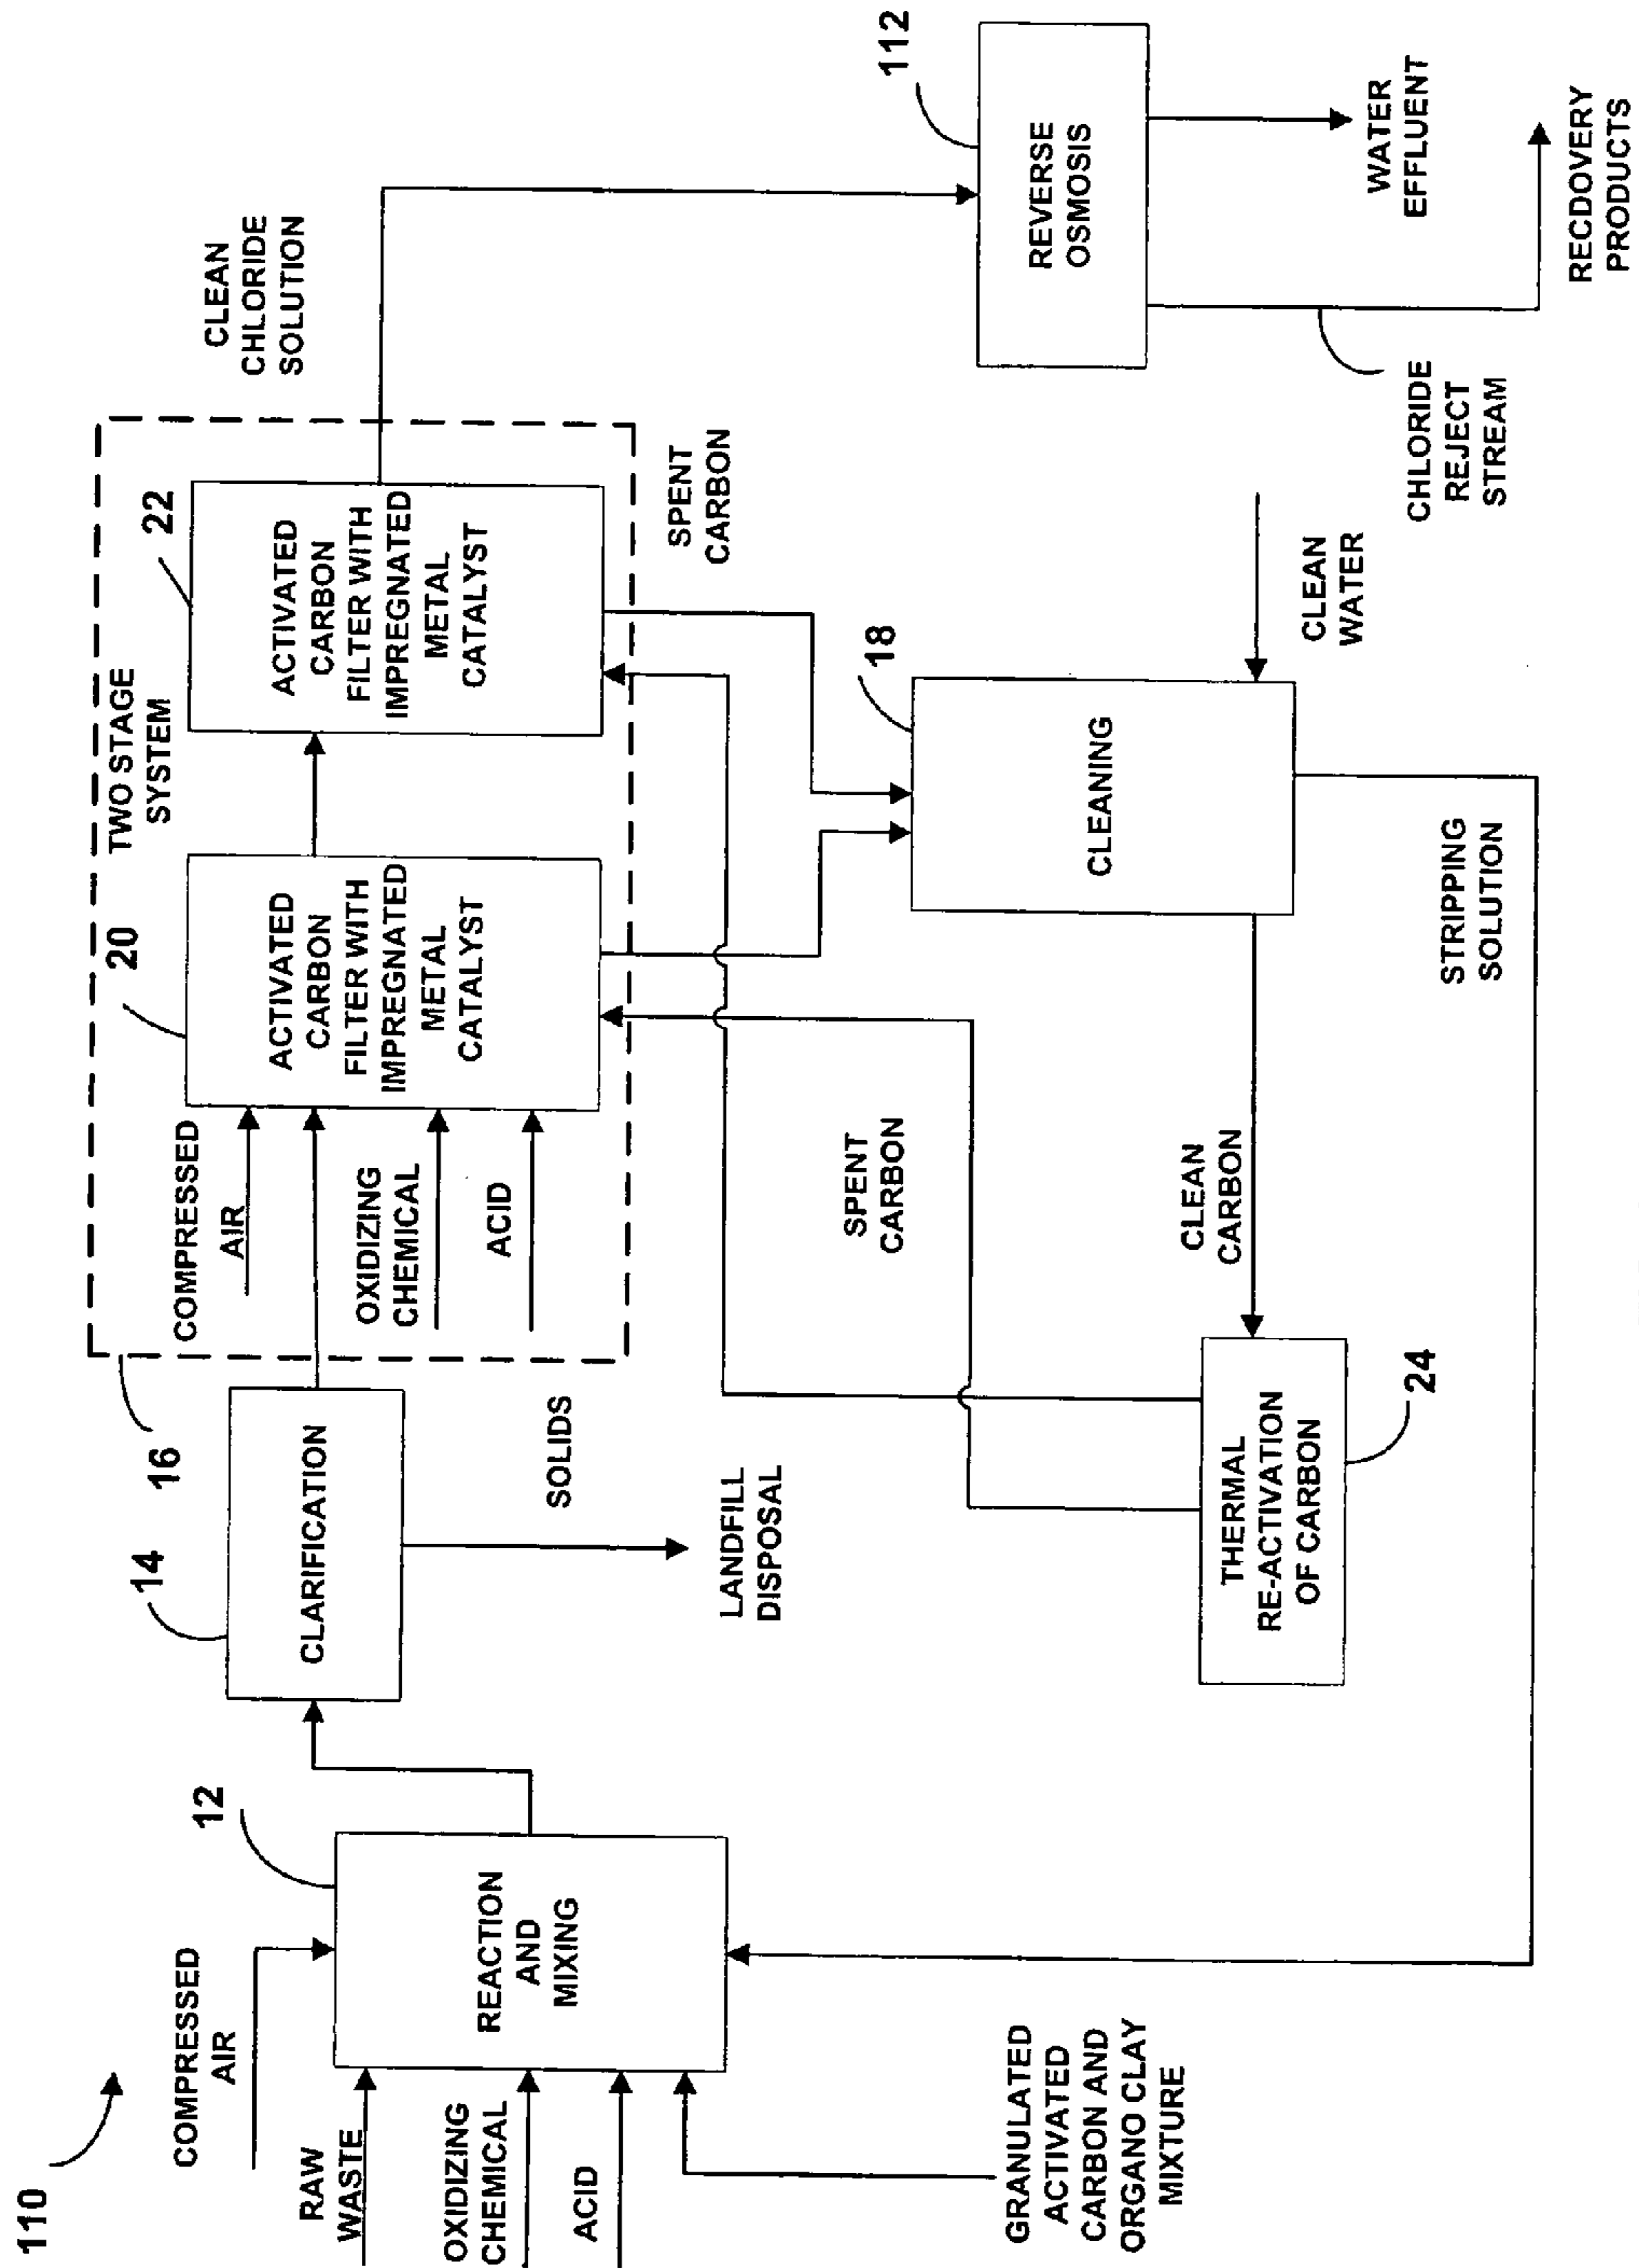 110
COMPRESSED
AIR
RAW
WASTE
OXIDIZING
CHEMICAL
ACID
GRANULATED
ACTIVATED
CARBON AND
ORGANO CLAY
MIXTURE
12
REACTION
AND
MIXING
14
CLARIFICATION
SOLIDS
LANDFILL
DISPOSAL
16
TWO STAGE
SYSTEM
COMPRESSED
AIR
OXIDIZING
CHEMICAL
ACID
20
ACTIVATED
CARBON
FILTER WITH
IMPREGNATED
METAL
CATALYST
22
ACTIVATED
CARBON
FILTER WITH
IMPREGNATED
METAL
CATALYST
CLEAN
CHLORIDE
SOLUTION
SPENT
CARBON
SPENT
CARBON
18
CLEANING
CLEAN
WATER
CLEAN
CARBON
STRIPPING
SOLUTION
THERMAL
RE-ACTIVATION
OF CARBON
24
112
REVERSE
OSMOSIS
WATER
EFFLUENT
CHLORIDE
REJECT
STREAM
RECDOVERY
PRODUCTS